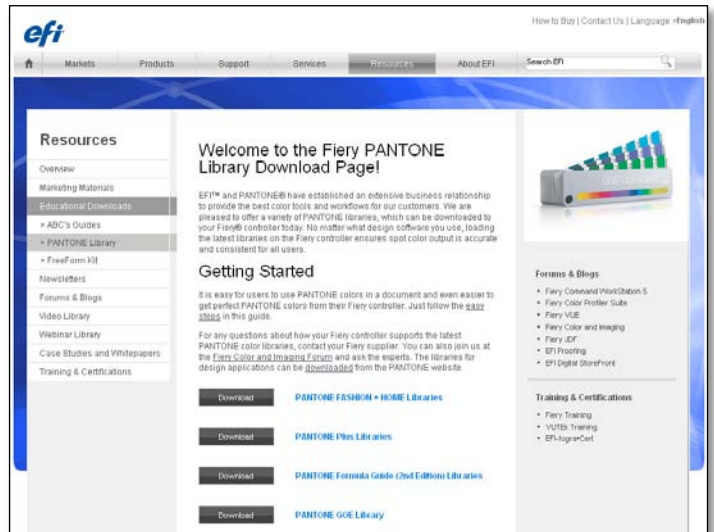 How to Buy | Contact Us | Language »English
efi
Markets Products Support Services Resources About EFI Search EFI
Resources
Overview
Marketing Materials
Educational Downloads
» ABC's Guides
» PANTONE Library
» FreeForm Kit
Newsletters
Forums & Blogs
Video Library
Webinar Library
Case Studies and Whitepapers
Training & Certifications
Welcome to the Fiery PANTONE
Library Download Page!
EFI™ and PANTONE® have established an extensive business relationship
to provide the best color tools and workflows for our customers. We are
pleased to offer a variety of PANTONE libraries, which can be downloaded to
your Fiery® controller today. No matter what design software you use, loading
the latest libraries on the Fiery controller ensures spot color output is accurate
and consistent for all users.
Getting Started
It is easy for users to use PANTONE colors in a document and even easier to
get perfect PANTONE colors from their Fiery controller. Just follow the easy
steps in this guide.
For any questions about how your Fiery controller supports the latest
PANTONE color libraries, contact your Fiery supplier. You can also join us at
the Fiery Color and Imaging Forum and ask the experts. The libraries for
design applications can be downloaded from the PANTONE website.
Download PANTONE FASHION + HOME Libraries
Download PANTONE Plus Libraries
Download PANTONE Formula Guide (2nd Edition) Libraries
Download PANTONE GOE Library
Forums & Blogs
• Fiery Command WorkStation 5
• Fiery Color Profiler Suite
• Fiery VUE
• Fiery Color and Imaging
• Fiery JDF
• EFI Proofing
• EFI Digital StoreFront
Training & Certifications
• Fiery Training
• VUTEk Training
• EFI-fogra•Cert